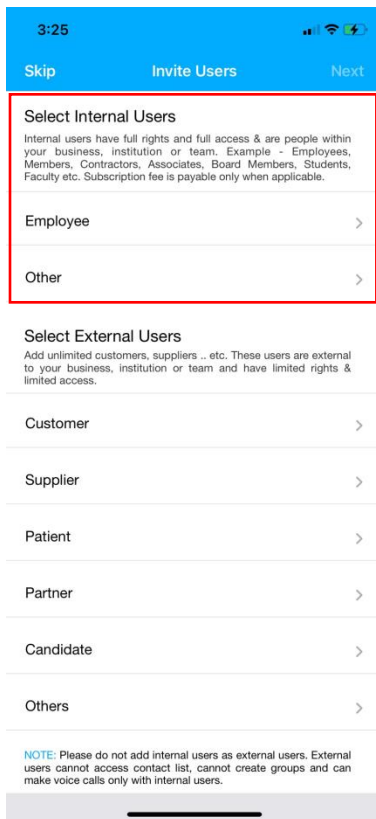 3:25
Skip Invite Users Next
Select Internal Users
Internal users have full rights and full access & are people within
your business, institution or team. Example - Employees,
Members, Contractors, Associates, Board Members, Students,
Faculty etc. Subscription fee is payable only when applicable.
Employee
Other
Select External Users
Add unlimited customers, suppliers .. etc. These users are external
to your business, institution or team and have limited rights &
limited access.
Customer
Supplier
Patient
Partner
Candidate
Others
NOTE: Please do not add internal users as external users. External
users cannot access contact list, cannot create groups and can
make voice calls only with internal users.